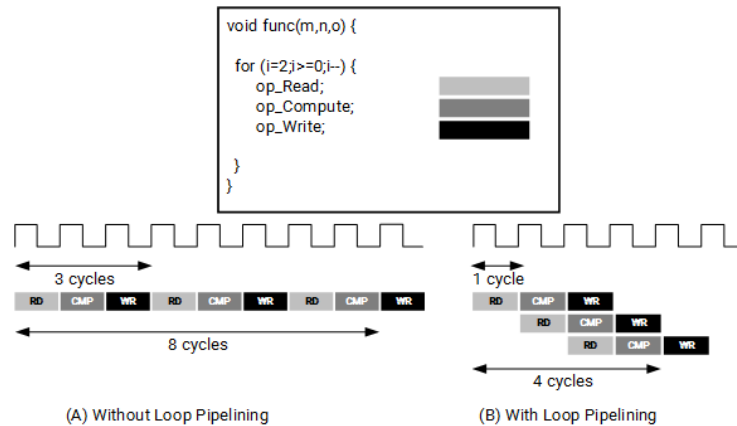 void func(m,n,o) {
for (i=2;i>=0;i--) {
op_Read;
op_Compute;
op_Write;
}
}
3 cycles
RD CMP WR RD CMP WR RD CMP WR
8 cycles
(A) Without Loop Pipelining
1 cycle
RD CMP WR
RD CMP WR
RD CMP WR
4 cycles
(B) With Loop Pipelining